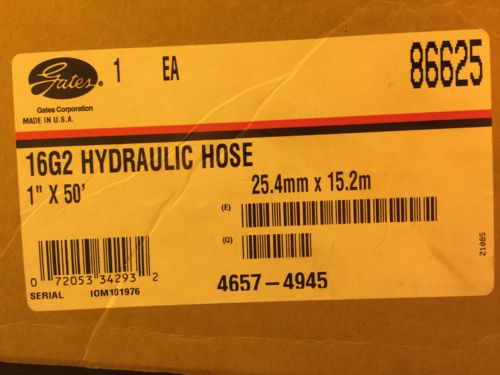 Gates®
1 EA
86625
Gates Corporation
MADE IN U.S.A.
16G2 HYDRAULIC HOSE
1" X 50'
25.4mm x 15.2m
(E)
(Q)
Z1085
0 72053 34293 2
4657-4945
SERIAL IOM101976